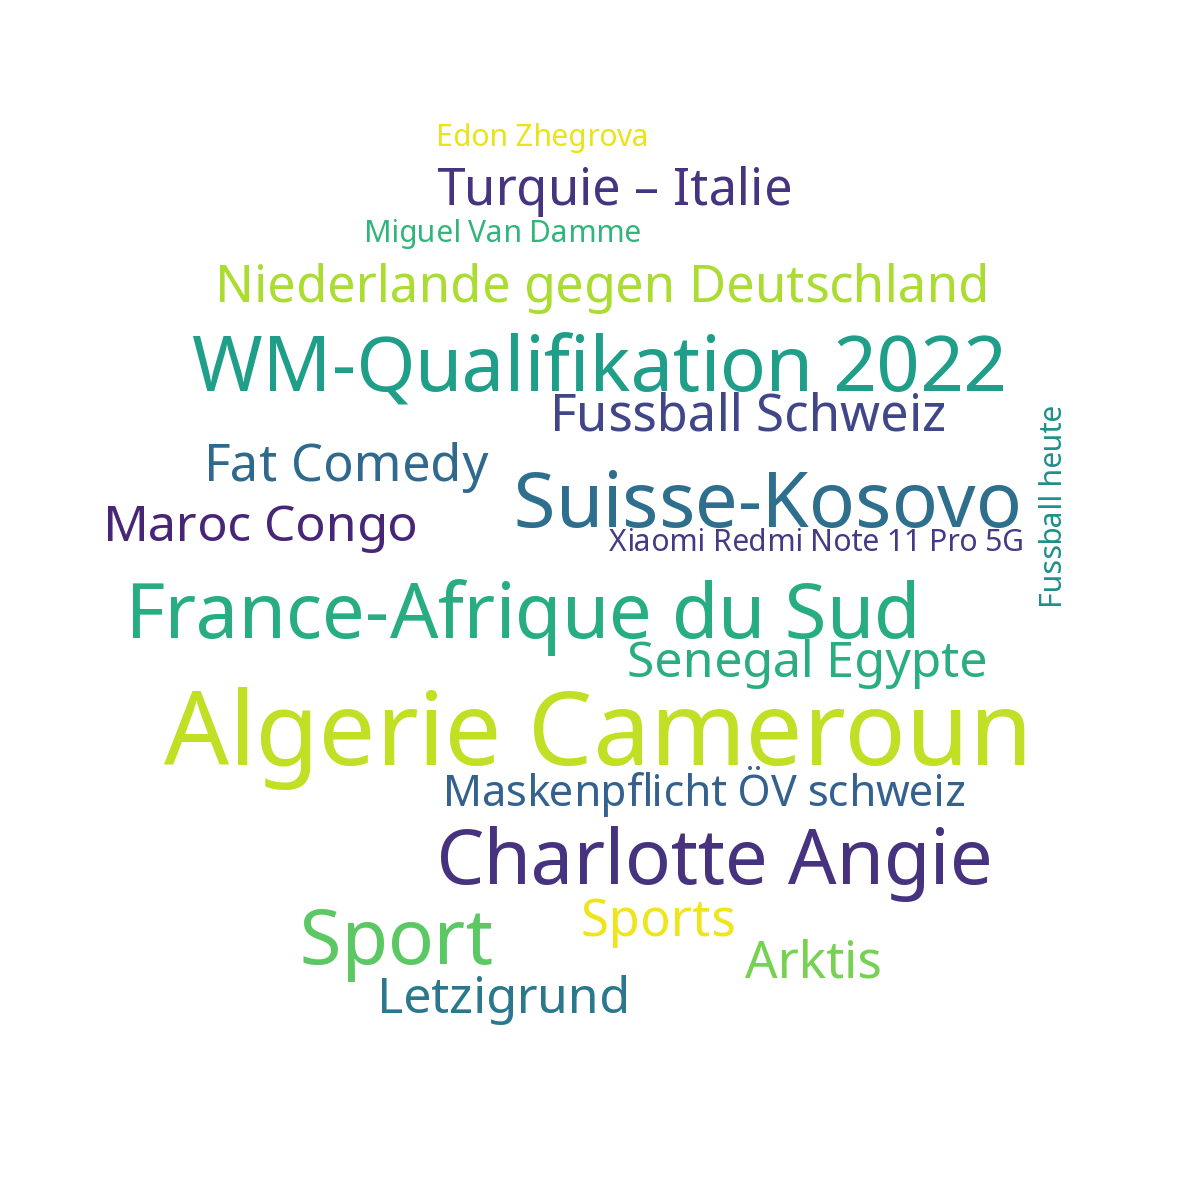 Edon Zhegrova
Turquie – Italie
Miguel Van Damme
Niederlande gegen Deutschland
WM-Qualifikation 2022
Fussball Schweiz
Fussball heute
Fat Comedy
Suisse-Kosovo
Maroc Congo
Xiaomi Redmi Note 11 Pro 5G
France-Afrique du Sud
Senegal Egypte
Algerie Cameroun
Maskenpflicht ÖV schweiz
Charlotte Angie
Sport
Sports
Arktis
Letzigrund